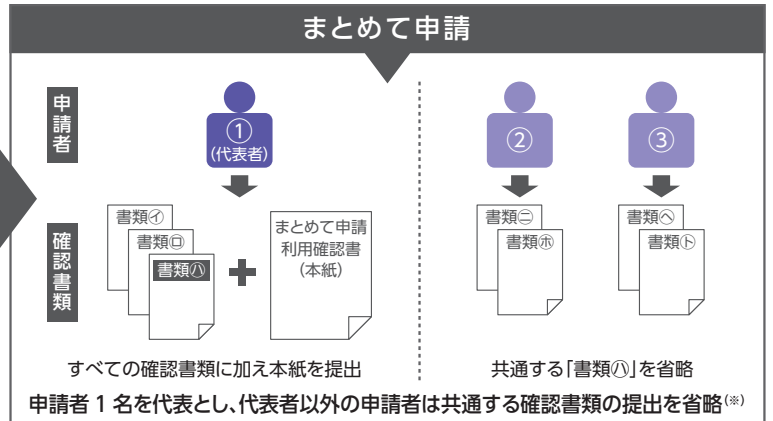 まとめて申請
申請者
①
(代表者)
②
③
確認書類
書類㋑
書類㋺
書類㋩
まとめて申請
利用確認書
(本紙)
書類㋥
書類㋭
書類㋬
書類㋣
すべての確認書類に加え本紙を提出
共通する「書類㋩」を省略
申請者 1 名を代表とし、代表者以外の申請者は共通する確認書類の提出を省略(※)